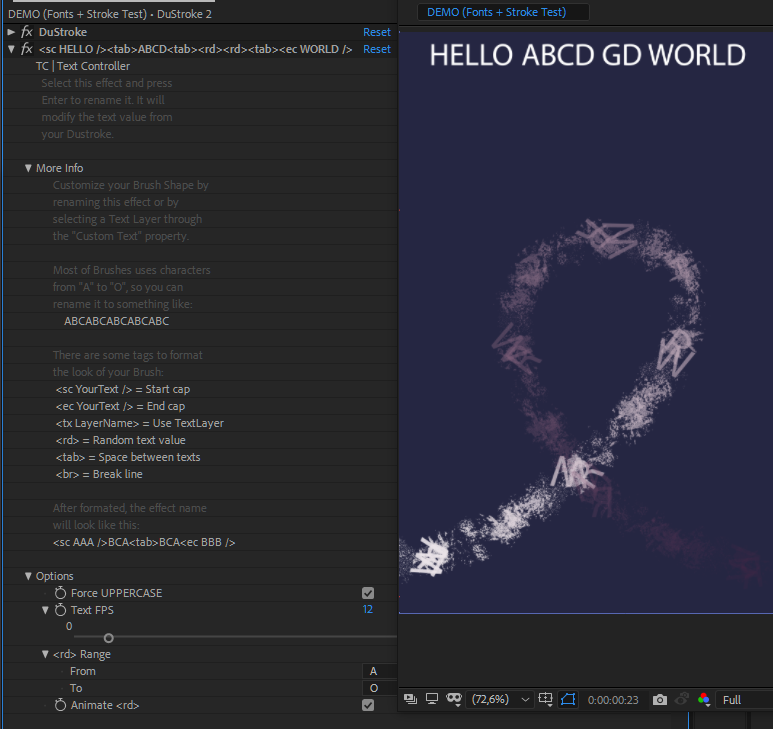 DEMO (Fonts + Stroke Test) • DuStroke 2
fx DuStroke Reset
fx <sc HELLO /><tab>ABCD<tab><rd><rd><tab><ec WORLD /> Reset
TC | Text Controller
Select this effect and press
Enter to rename it. It will
modify the text value from
your Dustroke.
More Info
Customize your Brush Shape by
renaming this effect or by
selecting a Text Layer through
the "Custom Text" property.
Most of Brushes uses characters
from "A" to "O", so you can
rename it to something like:
ABCABCABCABCABC
There are some tags to format
the look of your Brush:
<sc YourText /> = Start cap
<ec YourText /> = End cap
<tx LayerName> = Use TextLayer
<rd> = Random text value
<tab> = Space between texts
<br> = Break line
After formated, the effect name
will look like this:
<sc AAA />BCA<tab>BCA<ec BBB />
Options
Force UPPERCASE
Text FPS 12
0
<rd> Range
From A
To O
Animate <rd>
DEMO (Fonts + Stroke Test)
HELLO ABCD GD WORLD
(72,6%) 0:00:00:23 Full